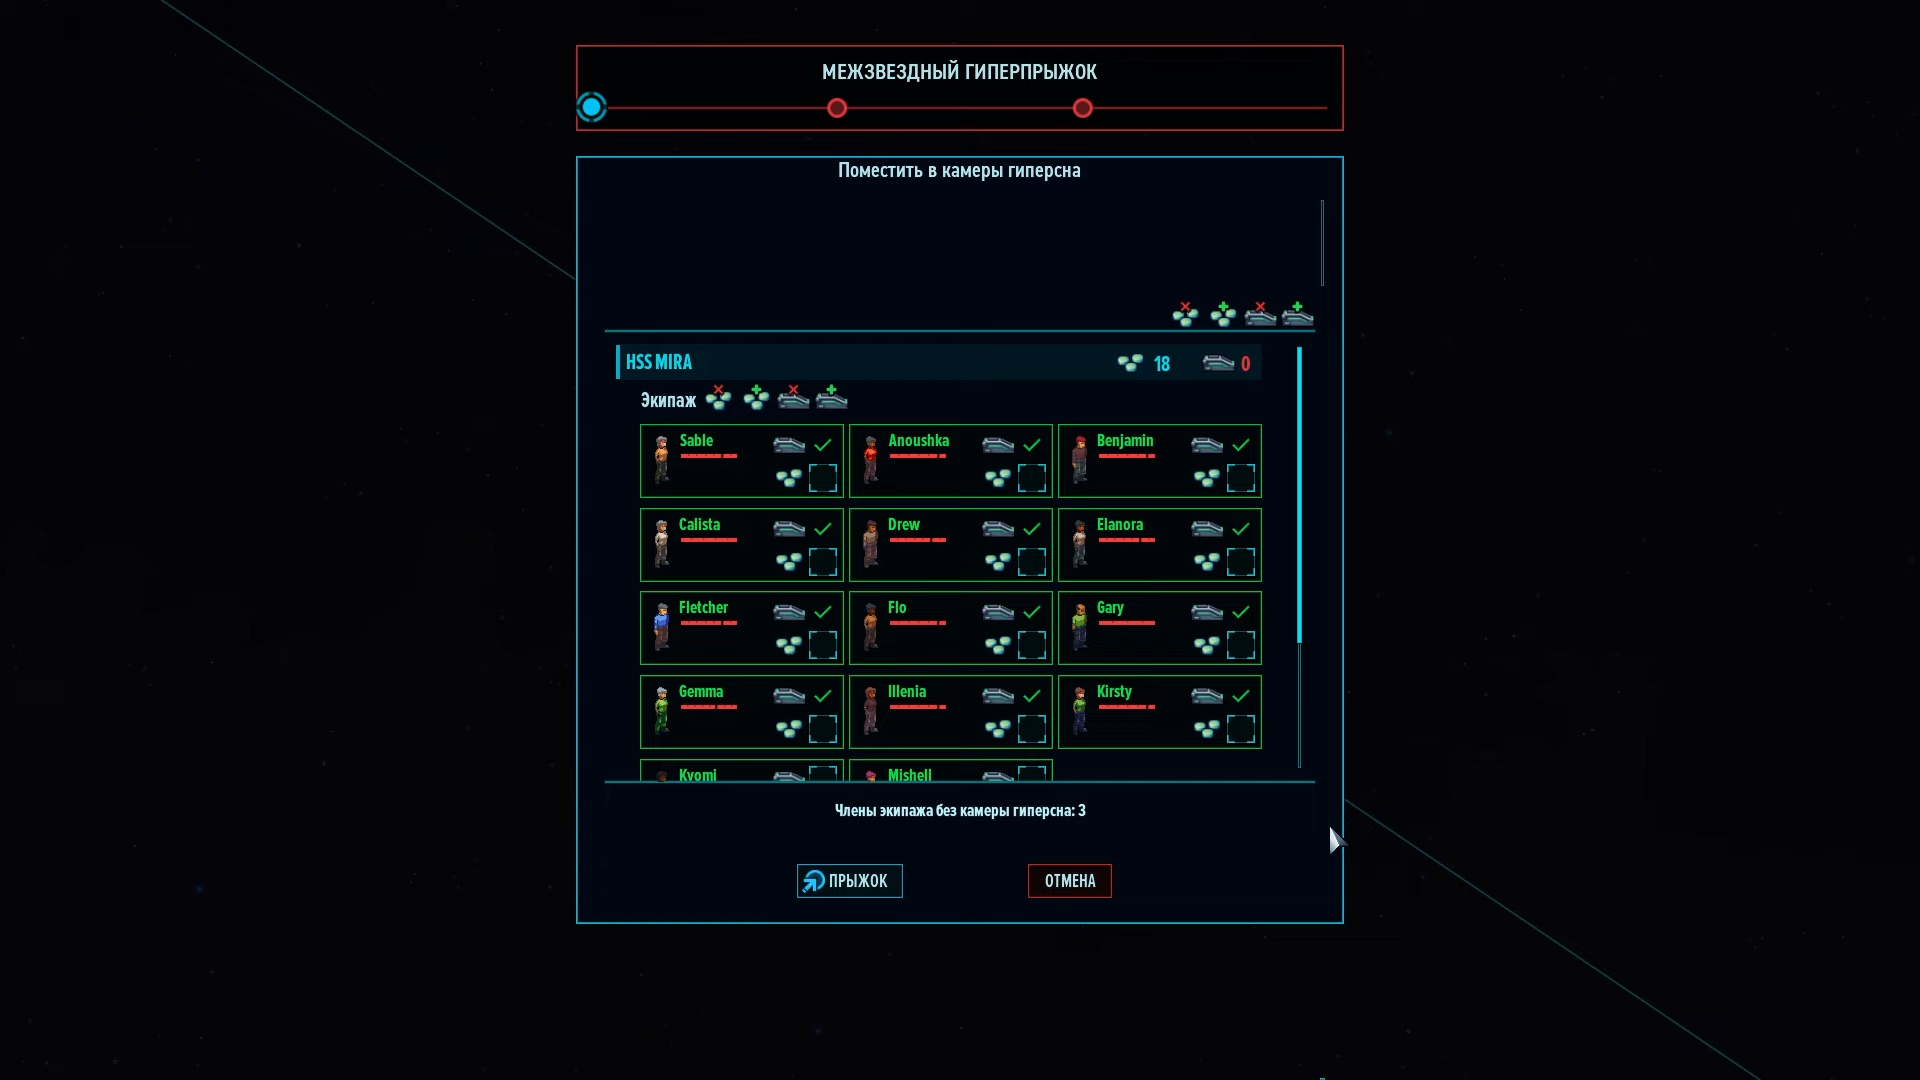 МЕЖЗВЕЗДНЫЙ ГИПЕРПРЫЖОК
Поместить в камеры гиперсна
HSS MIRA 18 0
Экипаж
Sable Anoushka Benjamin
Calista Drew Elanora
Fletcher Flo Gary
Gemma Illenia Kirsty
Kyomi Mishell
Члены экипажа без камеры гиперсна: 3
ПРЫЖОК ОТМЕНА